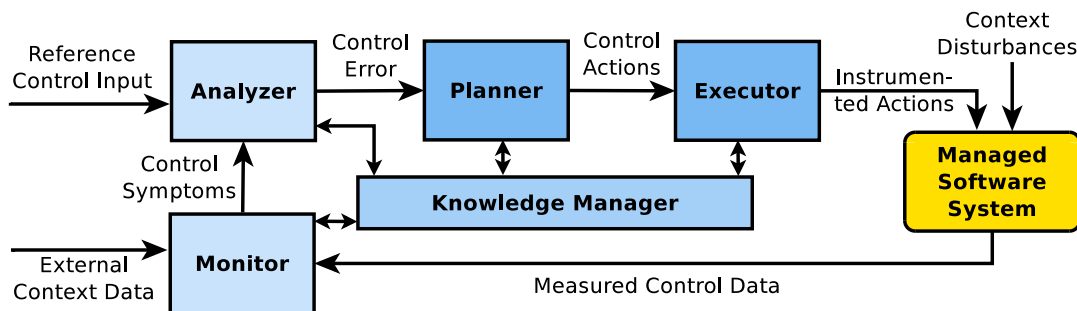 Reference
Control Input
Analyzer
Control
Error
Planner
Control
Actions
Executor
Instrumen-
ted Actions
Context
Disturbances
Control
Symptoms
Knowledge Manager
Managed
Software
System
External
Context Data
Monitor
Measured Control Data